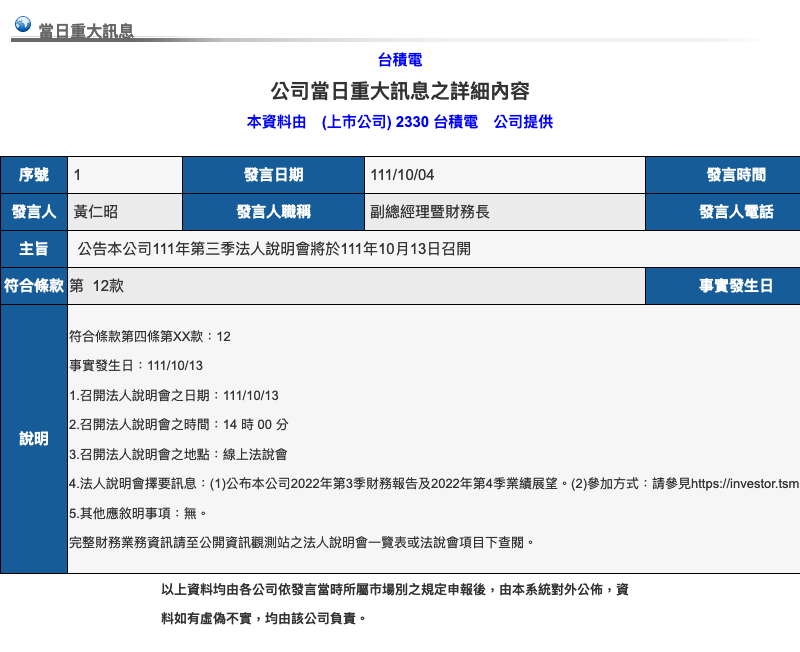 當日重大訊息
台積電
公司當日重大訊息之詳細內容
本資料由 (上市公司) 2330 台積電 公司提供
序號 1 發言日期 111/10/04 發言時間
發言人 黃仁昭 發言人職稱 副總經理暨財務長 發言人電話
主旨 公告本公司111年第三季法人說明會將於111年10月13日召開
符合條款 第 12款 事實發生日
說明
符合條款第四條第XX款：12
事實發生日：111/10/13
1.召開法人說明會之日期：111/10/13
2.召開法人說明會之時間：14 時 00 分
3.召開法人說明會之地點：線上法說會
4.法人說明會擇要訊息：(1)公布本公司2022年第3季財務報告及2022年第4季業績展望。(2)參加方式：請參見https://investor.tsm
5.其他應敘明事項：無。
完整財務業務資訊請至公開資訊觀測站之法人說明會一覽表或法說會項目下查閱。
以上資料均由各公司依發言當時所屬市場別之規定申報後，由本系統對外公佈，資
料如有虛偽不實，均由該公司負責。